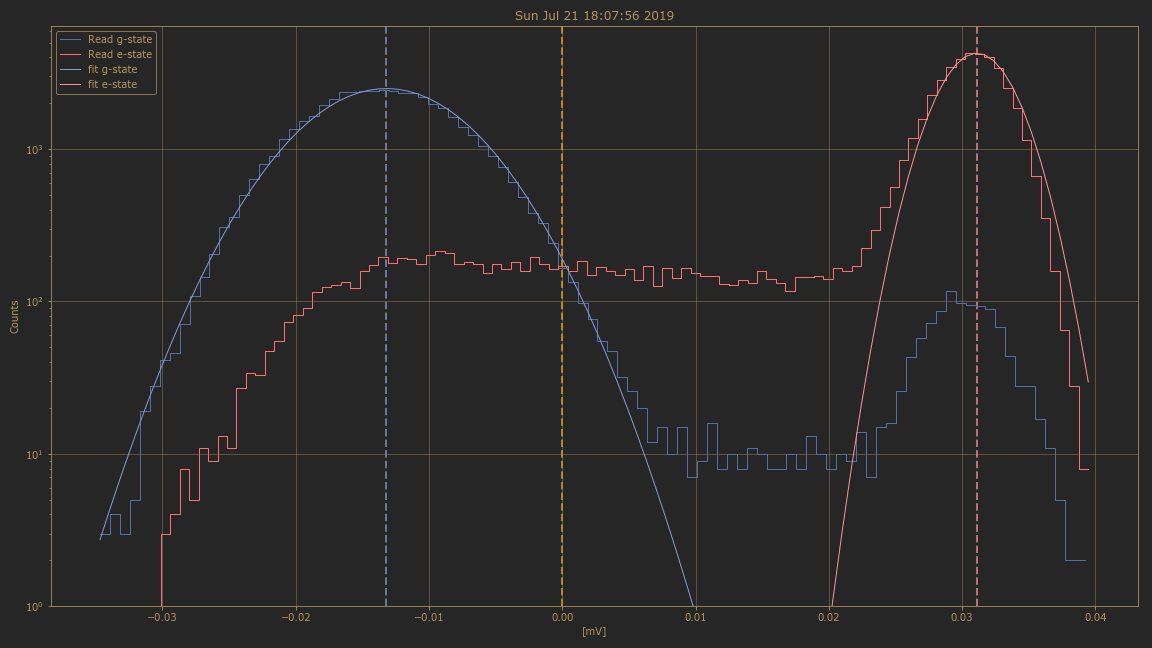 Sun Jul 21 18:07:56 2019
Read g-state
Read e-state
fit g-state
fit e-state
Counts
10³
10²
10¹
10⁰
−0.03 −0.02 −0.01 0.00 0.01 0.02 0.03 0.04
[mV]